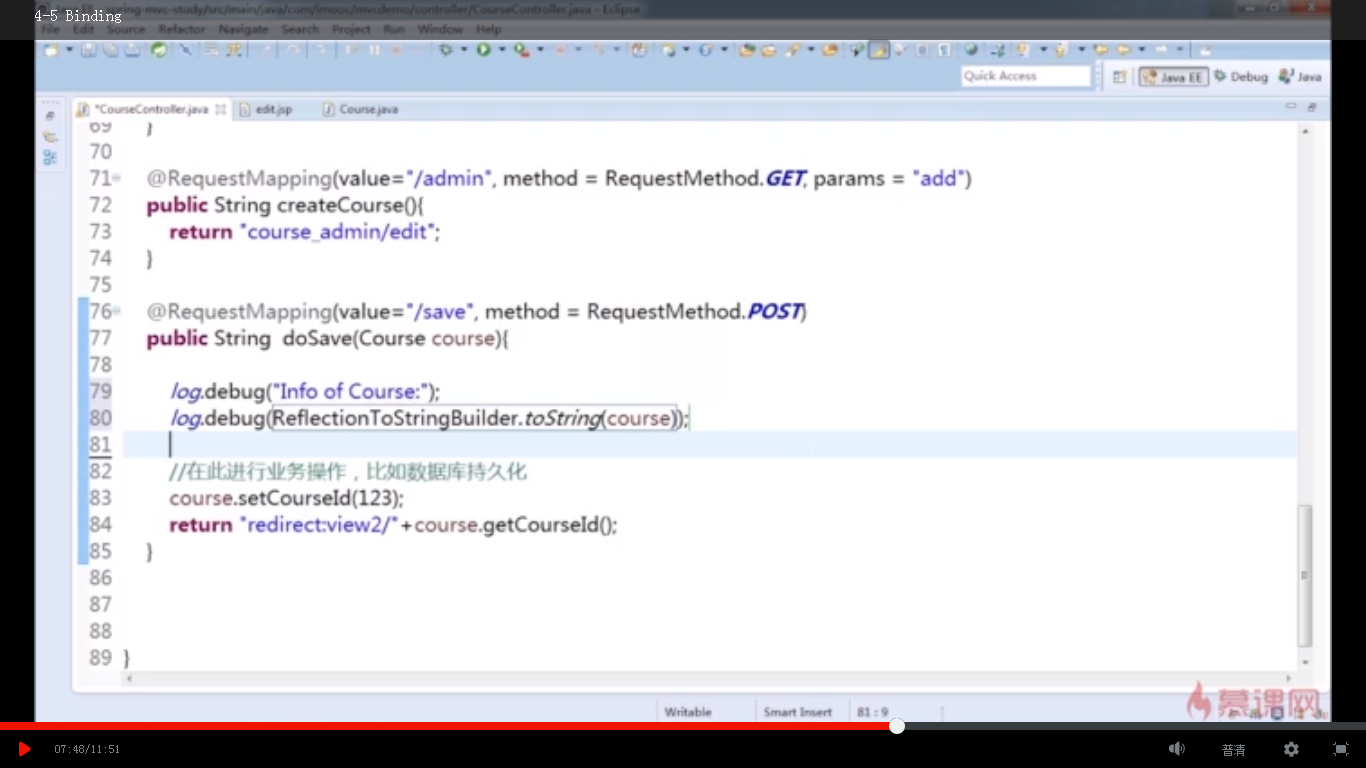 4-5 Binding
spring-mvc-study/src/main/java/com/imooc/mvcdemo/controller/CourseController.java - Eclipse
File Edit Source Refactor Navigate Search Project Run Window Help
Quick Access
Java EE Debug Java
*CourseController.java edit.jsp Course.java
69 }
70
71 @RequestMapping(value="/admin", method = RequestMethod.GET, params = "add")
72 public String createCourse(){
73 return "course_admin/edit";
74 }
75
76 @RequestMapping(value="/save", method = RequestMethod.POST)
77 public String doSave(Course course){
78
79 log.debug("Info of Course:");
80 log.debug(ReflectionToStringBuilder.toString(course));
81
82 //在此进行业务操作，比如数据库持久化
83 course.setCourseId(123);
84 return "redirect:view2/"+course.getCourseId();
85 }
86
87
88
89 }
Writable Smart Insert 81 : 9
慕课网
07:48/11:51 普清